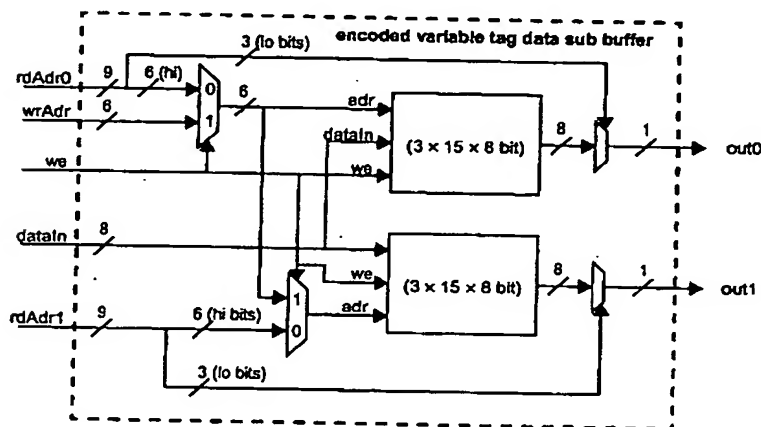 encoded variable tag data sub buffer
3 (lo bits)
rdAdr0
9
6 (hi)
0
6
adr
wrAdr
6
1
dataIn
(3 × 15 × 8 bit)
8
1
out0
we
we
dataIn
8
we
(3 × 15 × 8 bit)
8
1
out1
1
adr
rdAdr1
9
6 (hi bits)
0
3 (lo bits)